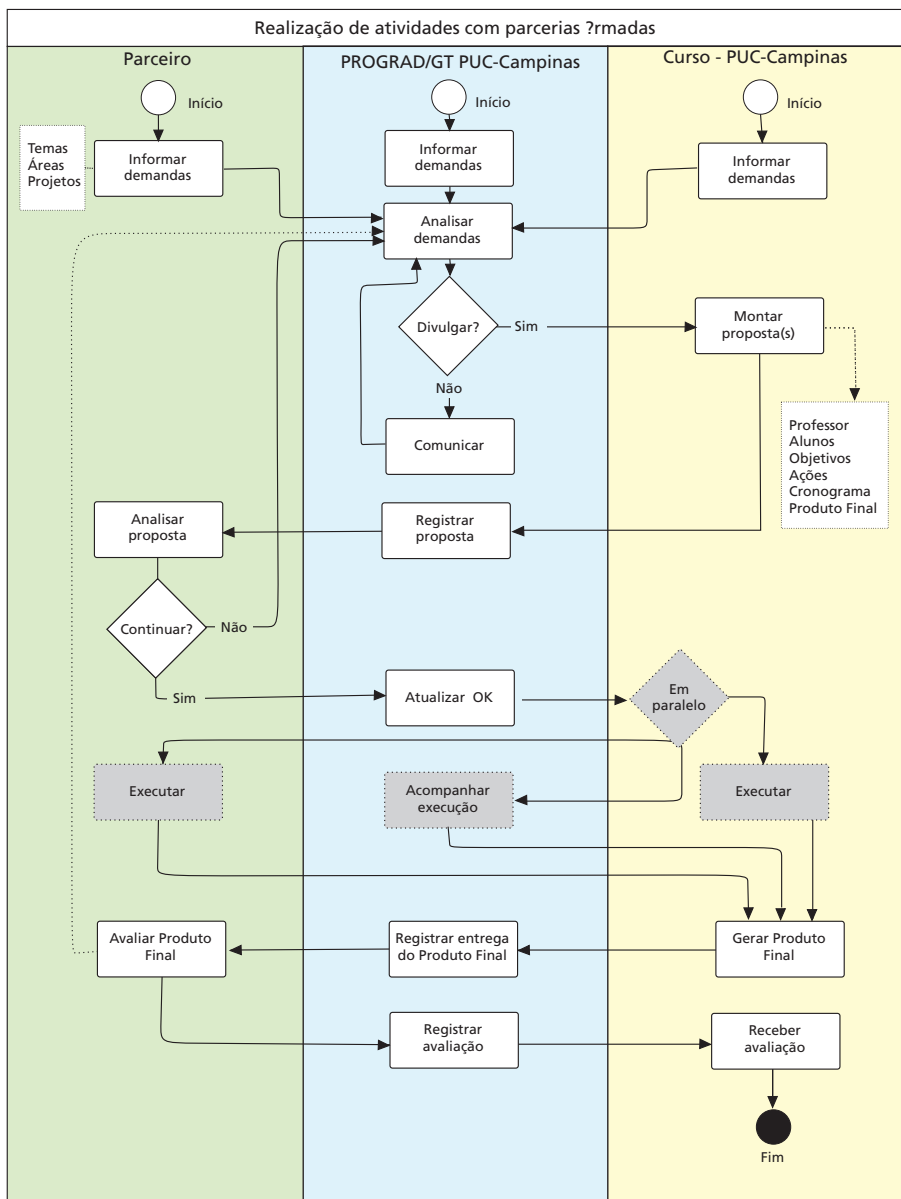 Realização de atividades com parcerias ?rmadas
Parceiro
PROGRAD/GT PUC-Campinas
Curso - PUC-Campinas
Início
Início
Início
Temas
Áreas
Projetos
Informar
demandas
Informar
demandas
Informar
demandas
Analisar
demandas
Divulgar?
Sim
Montar
proposta(s)
Não
Comunicar
Professor
Alunos
Objetivos
Ações
Cronograma
Produto Final
Analisar
proposta
Registrar
proposta
Continuar?
Não
Sim
Atualizar OK
Em
paralelo
Executar
Acompanhar
execução
Executar
Avaliar Produto
Final
Registrar entrega
do Produto Final
Gerar Produto
Final
Registrar
avaliação
Receber
avaliação
Fim